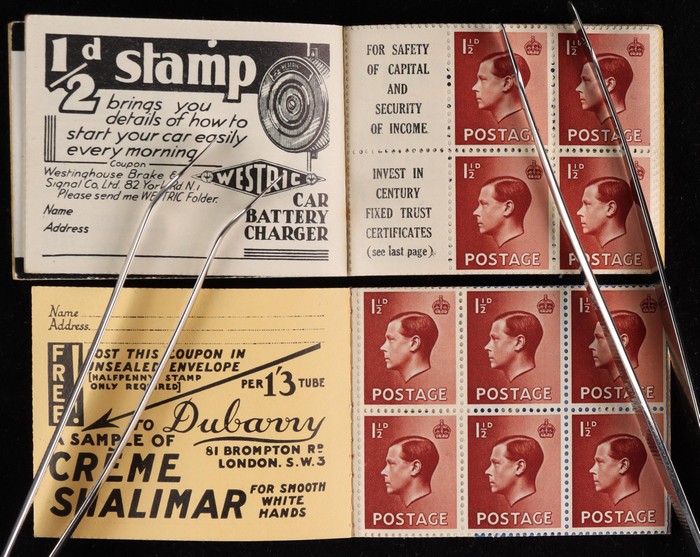 1/2d stamp
brings you
details of how to
start your car easily
every morning
Coupon
Westinghouse Brake &
Signal Co, Ltd. 82 York Rd N.1
Please send me WESTRIC Folder.
Name
Address
WESTRIC
CAR
BATTERY
CHARGER
FOR SAFETY
OF CAPITAL
AND
SECURITY
OF INCOME
INVEST IN
CENTURY
FIXED TRUST
CERTIFICATES
(see last page)
1½D
POSTAGE
1½D
POSTAGE
1½D
POSTAGE
1½D
POSTAGE
Name
Address.
FREE!
POST THIS COUPON IN
UNSEALED ENVELOPE
[HALFPENNY STAMP
ONLY REQUIRED]
PER 1'3 TUBE
TO Dubarry
81 BROMPTON RD
LONDON. S.W.3
A SAMPLE OF
CRÈME
SHALIMAR
FOR SMOOTH
WHITE
HANDS
1½D
POSTAGE
1½D
POSTAGE
1½D
POSTAGE
1½D
POSTAGE
1½D
POSTAGE
1½D
POSTAGE